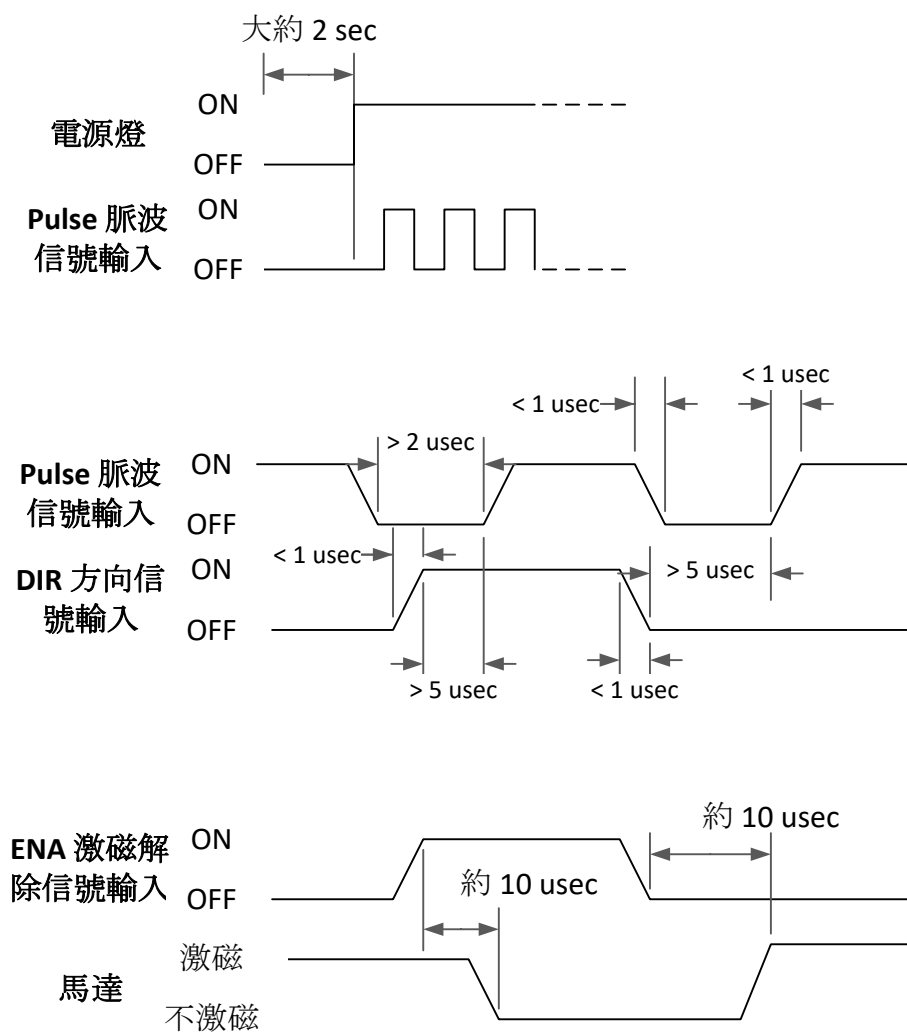 大約 2 sec
ON
電源燈
OFF
ON
Pulse 脈波
信號輸入
OFF
< 1 usec
< 1 usec
> 2 usec
ON
Pulse 脈波
信號輸入
OFF
< 1 usec
ON
> 5 usec
DIR 方向信
號輸入
OFF
> 5 usec
< 1 usec
約 10 usec
ON
ENA 激磁解
除信號輸入
約 10 usec
OFF
激磁
馬達
不激磁